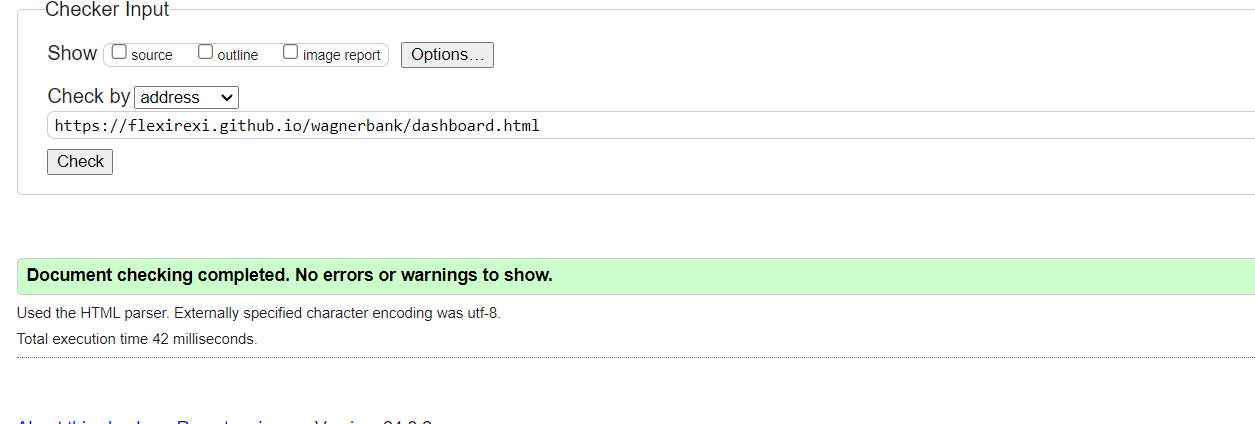 Checker Input
Show source outline image report Options...
Check by address
https://flexirexi.github.io/wagnerbank/dashboard.html
Check
Document checking completed. No errors or warnings to show.
Used the HTML parser. Externally specified character encoding was utf-8.
Total execution time 42 milliseconds.